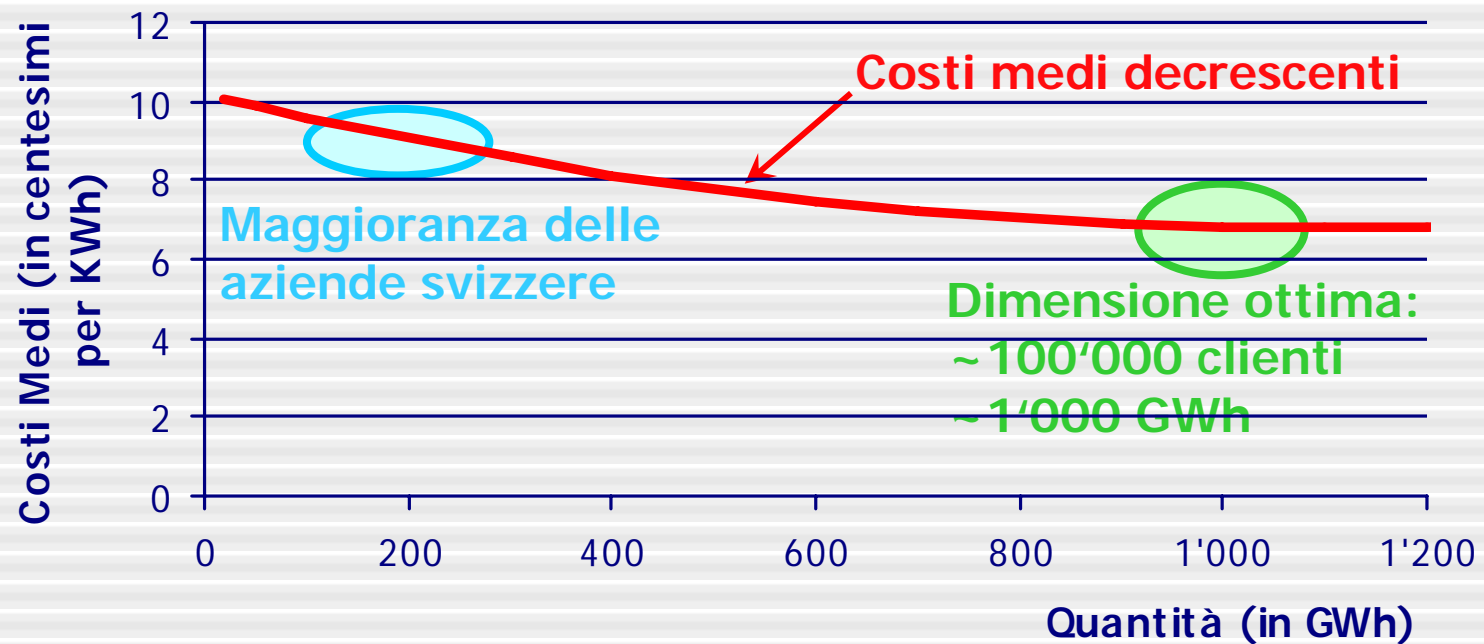 Costi Medi (in centesimi
per KWh)
12
10
8
6
4
2
0
Costi medi decrescenti
Maggioranza delle
aziende svizzere
Dimensione ottima:
~100‘000 clienti
~1‘000 GWh
0
200
400
600
800
1'000
1'200
Quantità (in GWh)